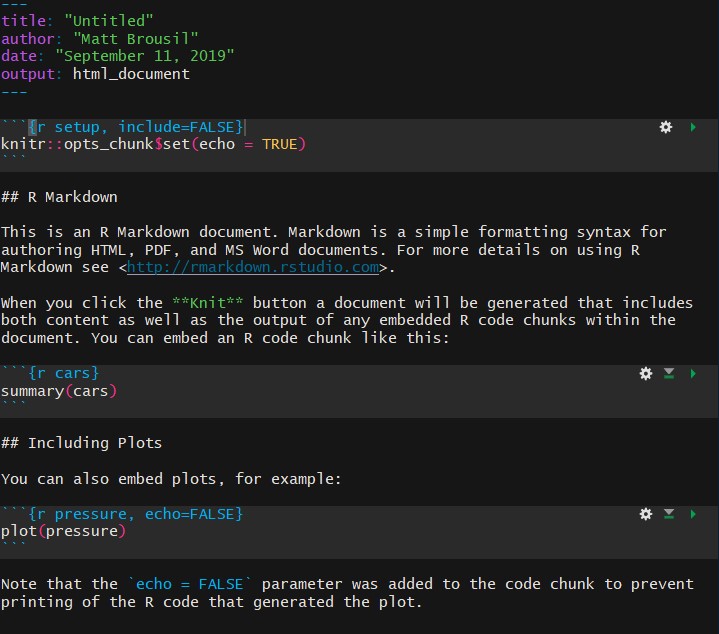 ---
title: "Untitled"
author: "Matt Brousil"
date: "September 11, 2019"
output: html_document
---
```{r setup, include=FALSE}
knitr::opts_chunk$set(echo = TRUE)
```
## R Markdown
This is an R Markdown document. Markdown is a simple formatting syntax for
authoring HTML, PDF, and MS Word documents. For more details on using R
Markdown see <http://rmarkdown.rstudio.com>.
When you click the **Knit** button a document will be generated that includes
both content as well as the output of any embedded R code chunks within the
document. You can embed an R code chunk like this:
```{r cars}
summary(cars)
```
## Including Plots
You can also embed plots, for example:
```{r pressure, echo=FALSE}
plot(pressure)
```
Note that the `echo = FALSE` parameter was added to the code chunk to prevent
printing of the R code that generated the plot.